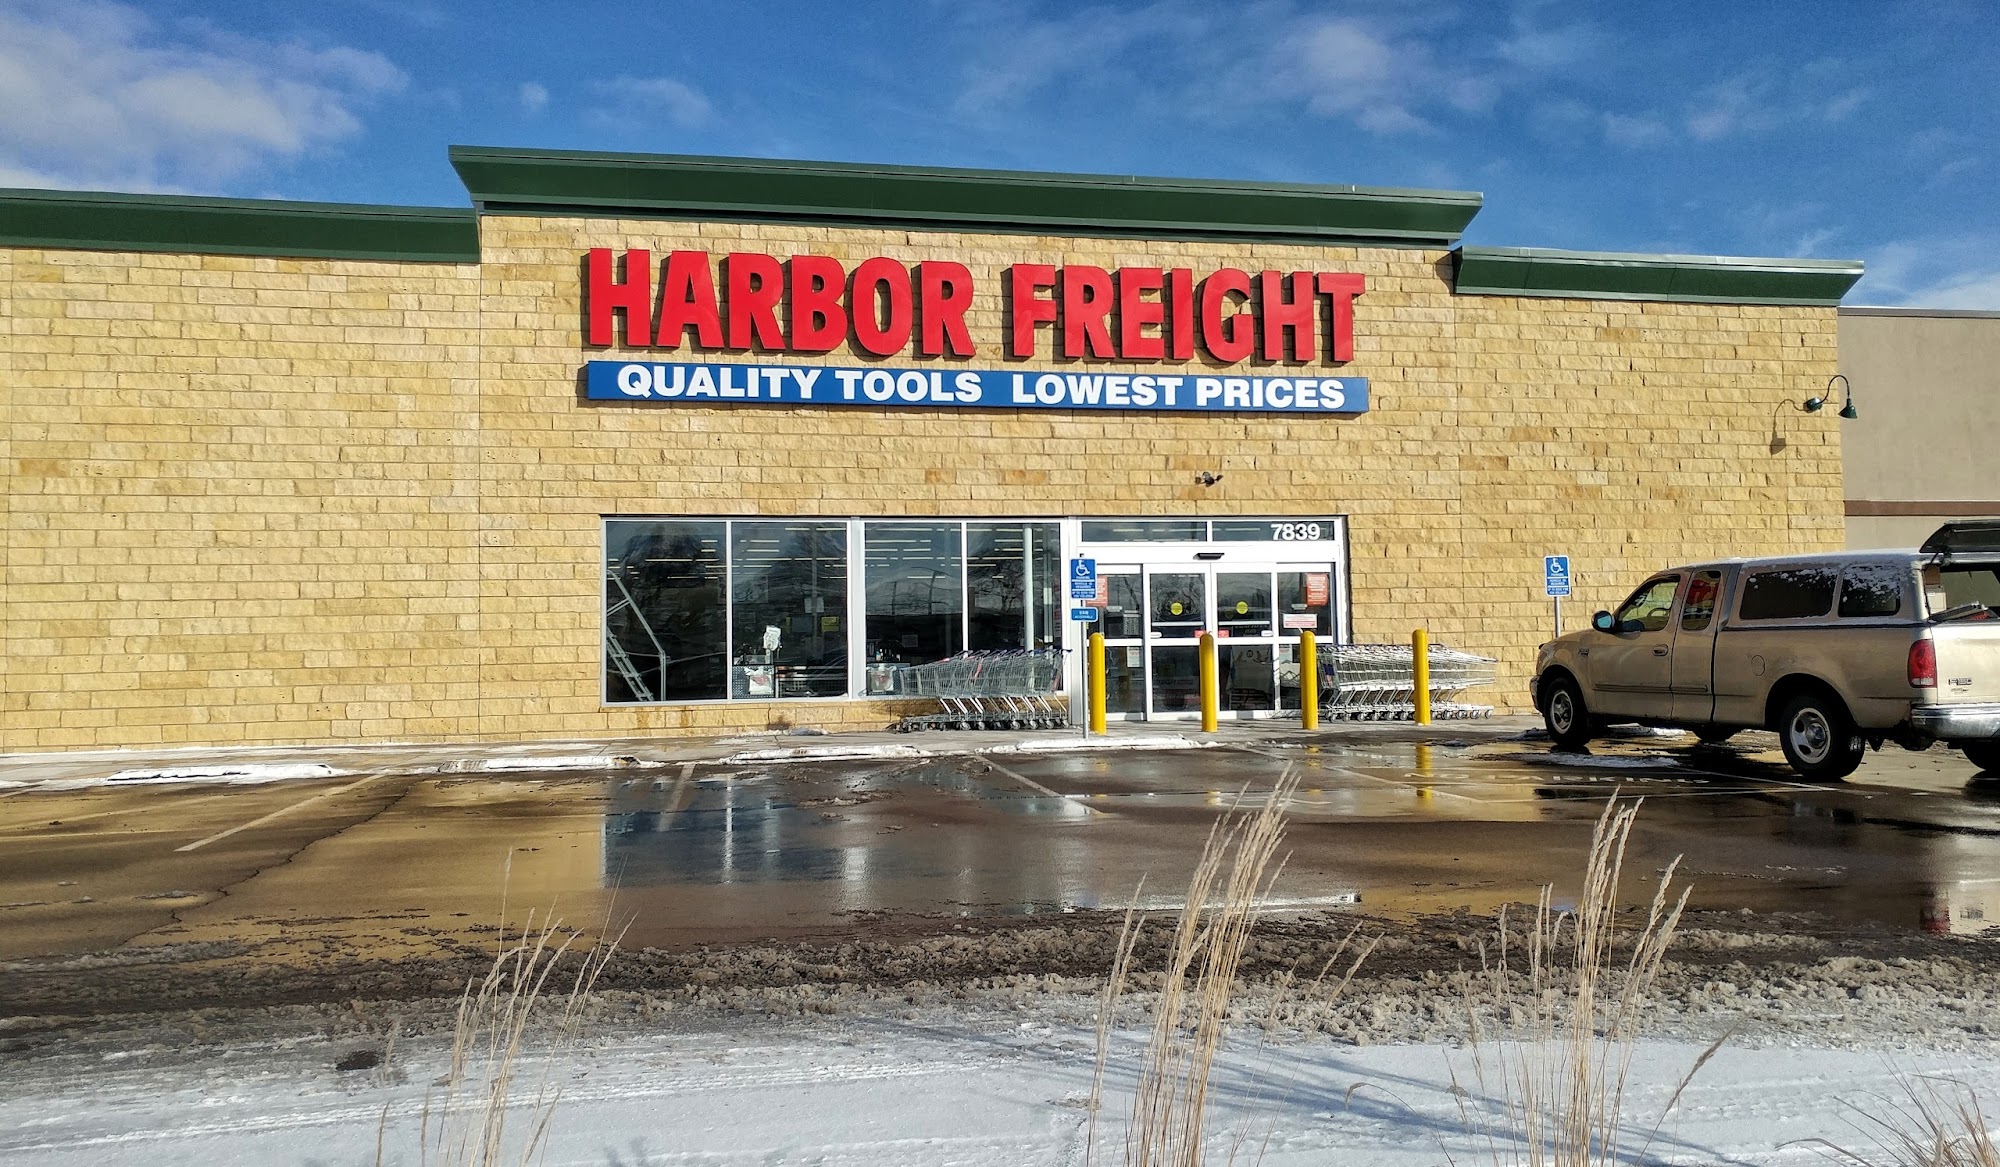 HARBOR FREIGHT
QUALITY TOOLS LOWEST PRICES
7839